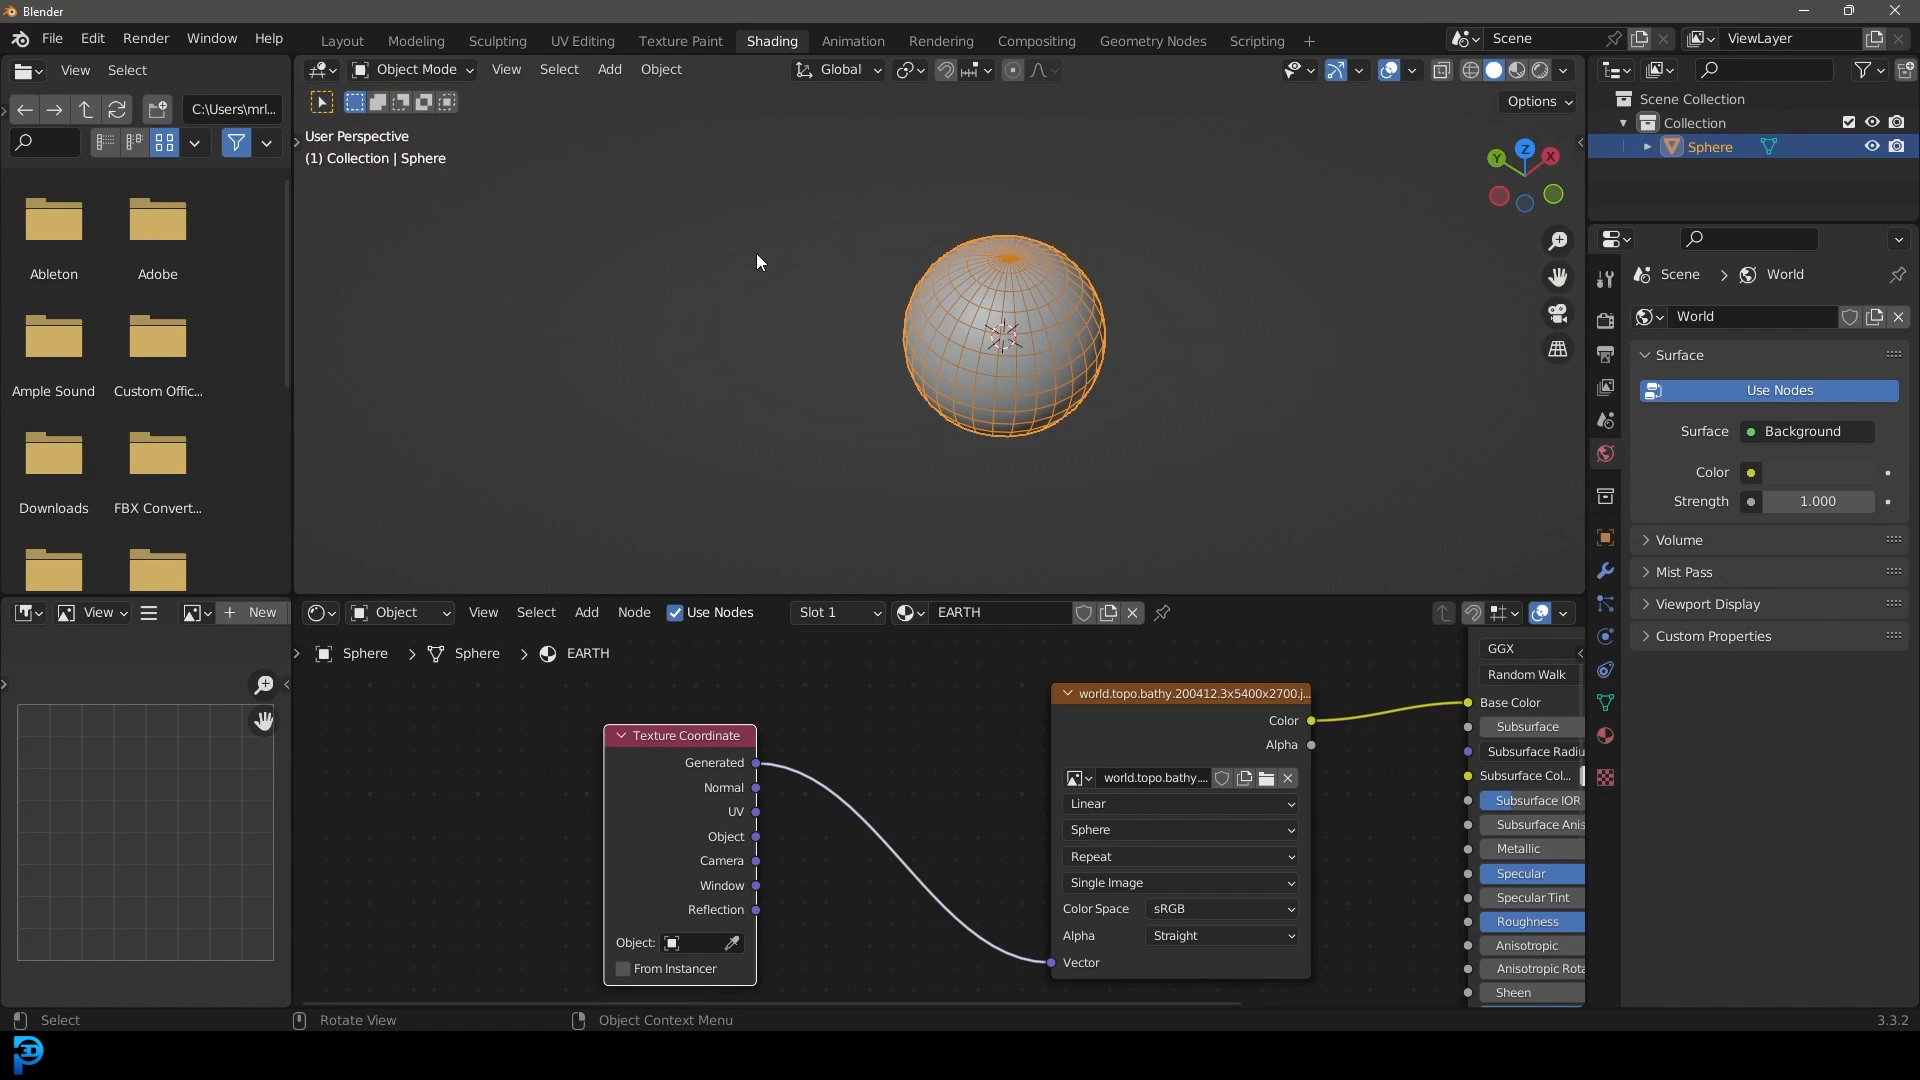 Blender
File Edit Render Window Help
Layout Modeling Sculpting UV Editing Texture Paint Shading Animation Rendering Compositing Geometry Nodes Scripting +
Scene
ViewLayer
View Select
Object Mode View Select Add Object
Global
C:\Users\mrl...
Options
User Perspective
(1) Collection | Sphere
Z
Y
X
Scene Collection
Collection
Sphere
Ableton
Adobe
Ample Sound
Custom Offic...
Downloads
FBX Convert...
Scene > World
World
Surface
Use Nodes
Surface
Background
Color
Strength
1.000
Volume
Mist Pass
Viewport Display
Custom Properties
View
+ New
Object View Select Add Node Use Nodes Slot 1 EARTH
Sphere > Sphere > EARTH
Texture Coordinate
Generated
Normal
UV
Object
Camera
Window
Reflection
Object:
From Instancer
world.topo.bathy.200412.3x5400x2700.j...
Color
Alpha
world.topo.bathy....
Linear
Sphere
Repeat
Single Image
Color Space
sRGB
Alpha
Straight
Vector
GGX
Random Walk
Base Color
Subsurface
Subsurface Radiu
Subsurface Col...
Subsurface IOR
Subsurface Anis
Metallic
Specular
Specular Tint
Roughness
Anisotropic
Anisotropic Rota
Sheen
Select
Rotate View
Object Context Menu
3.3.2